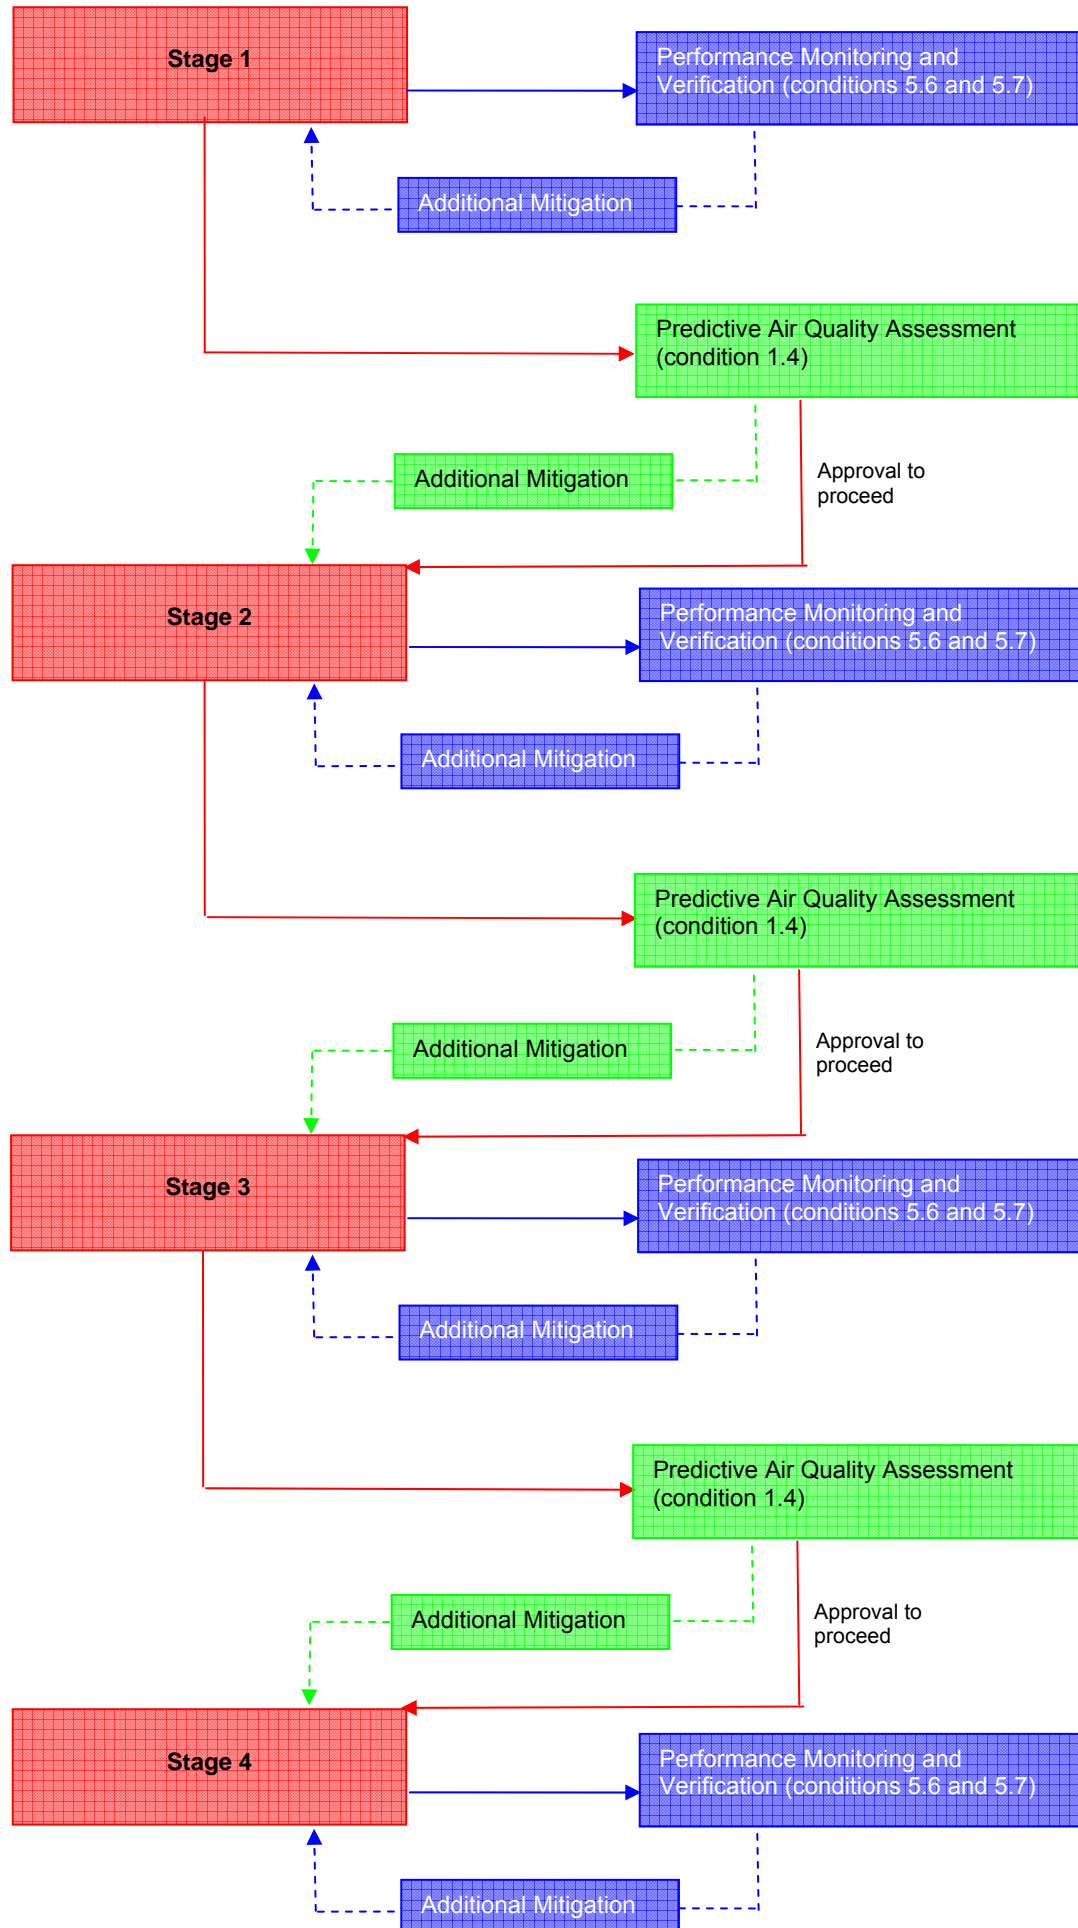 Stage 1
Performance Monitoring and
Verification (conditions 5.6 and 5.7)
Additional Mitigation
Predictive Air Quality Assessment
(condition 1.4)
Additional Mitigation
Approval to
proceed
Stage 2
Performance Monitoring and
Verification (conditions 5.6 and 5.7)
Additional Mitigation
Predictive Air Quality Assessment
(condition 1.4)
Additional Mitigation
Approval to
proceed
Stage 3
Performance Monitoring and
Verification (conditions 5.6 and 5.7)
Additional Mitigation
Predictive Air Quality Assessment
(condition 1.4)
Additional Mitigation
Approval to
proceed
Stage 4
Performance Monitoring and
Verification (conditions 5.6 and 5.7)
Additional Mitigation